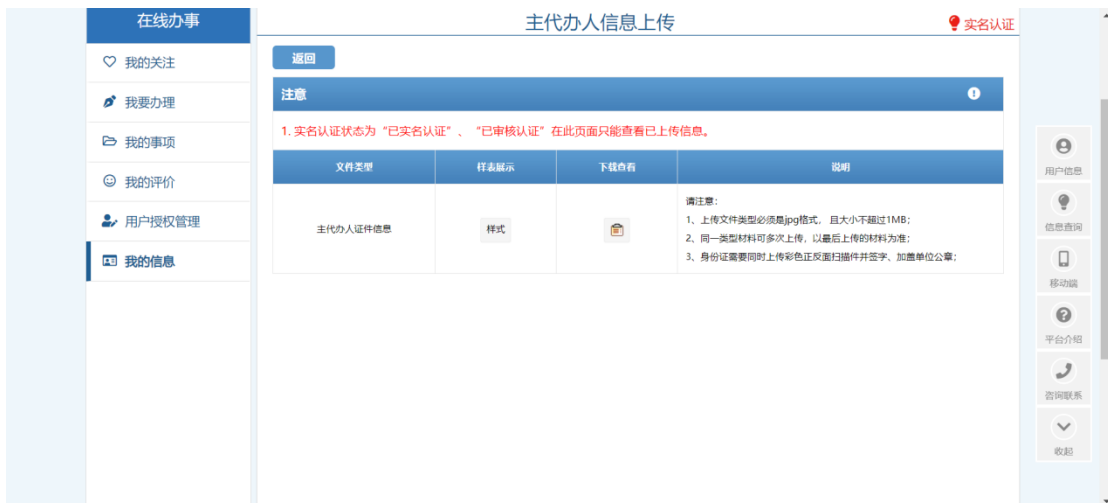 在线办事
主代办人信息上传
实名认证
我的关注
我要办理
我的事项
我的评价
用户授权管理
我的信息
返回
注意
1. 实名认证状态为“已实名认证”、“已审核认证”在此页面只能查看已上传信息。
文件类型 样表展示 下载查看 说明
主代办人证件信息 样式
请注意：
1、上传文件类型必须是jpg格式， 且大小不超过1MB；
2、同一类型材料可多次上传，以最后上传的材料为准；
3、身份证需要同时上传彩色正反面扫描件并签字、加盖单位公章；
用户信息
信息查询
移动端
平台介绍
咨询联系
收起